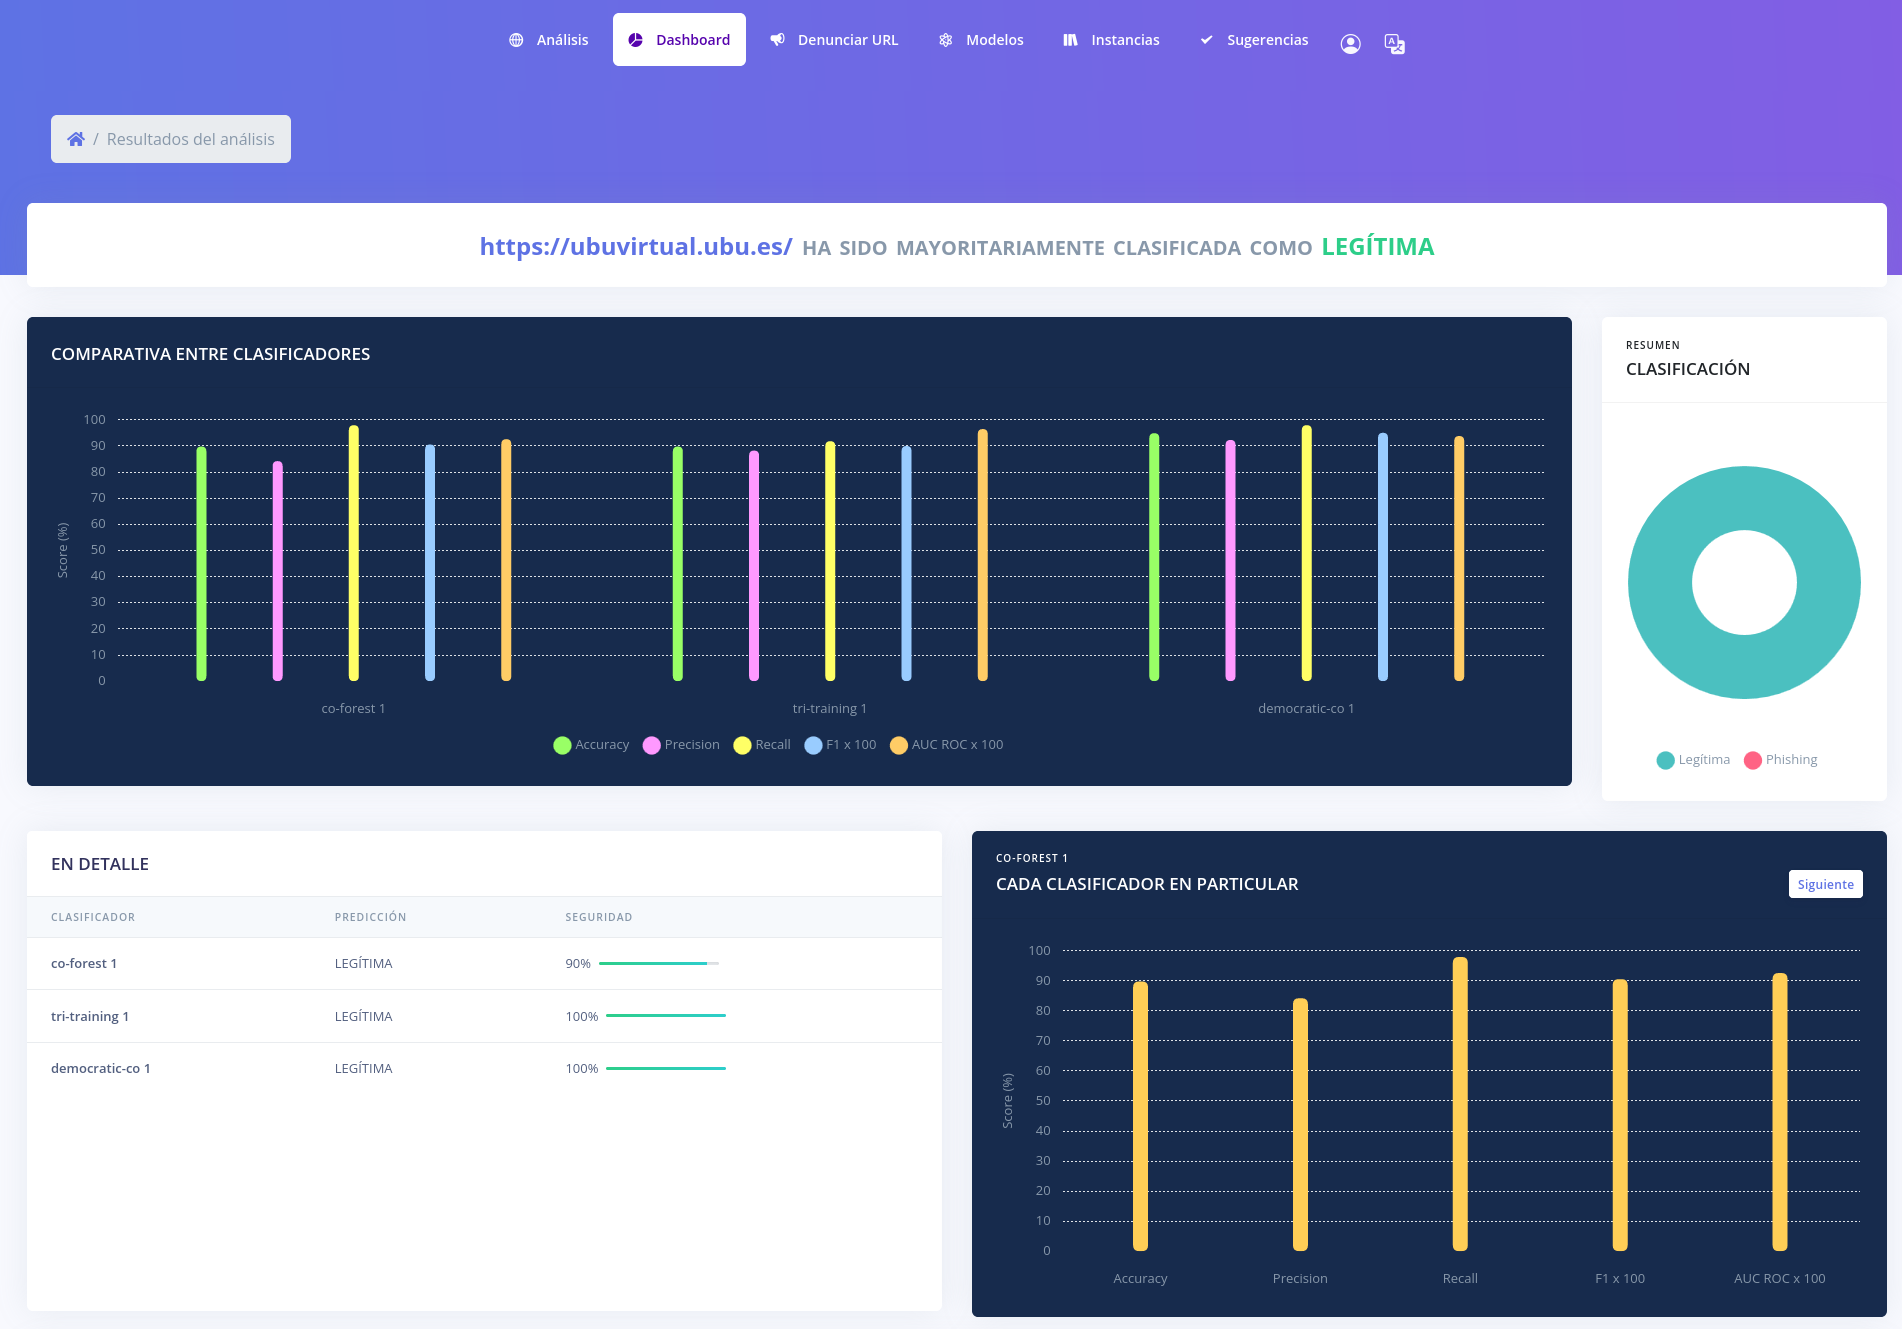 Análisis Dashboard Denunciar URL Modelos Instancias Sugerencias
/ Resultados del análisis
https://ubuvirtual.ubu.es/ HA SIDO MAYORITARIAMENTE CLASIFICADA COMO LEGÍTIMA
COMPARATIVA ENTRE CLASIFICADORES
Score (%)
100
90
80
70
60
50
40
30
20
10
0
co-forest 1 tri-training 1 democratic-co 1
Accuracy Precision Recall F1 x 100 AUC ROC x 100
RESUMEN
CLASIFICACIÓN
Legítima Phishing
EN DETALLE
CLASIFICADOR PREDICCIÓN SEGURIDAD
co-forest 1 LEGÍTIMA 90%
tri-training 1 LEGÍTIMA 100%
democratic-co 1 LEGÍTIMA 100%
CO-FOREST 1
CADA CLASIFICADOR EN PARTICULAR
Siguiente
Score (%)
100
90
80
70
60
50
40
30
20
10
0
Accuracy Precision Recall F1 x 100 AUC ROC x 100